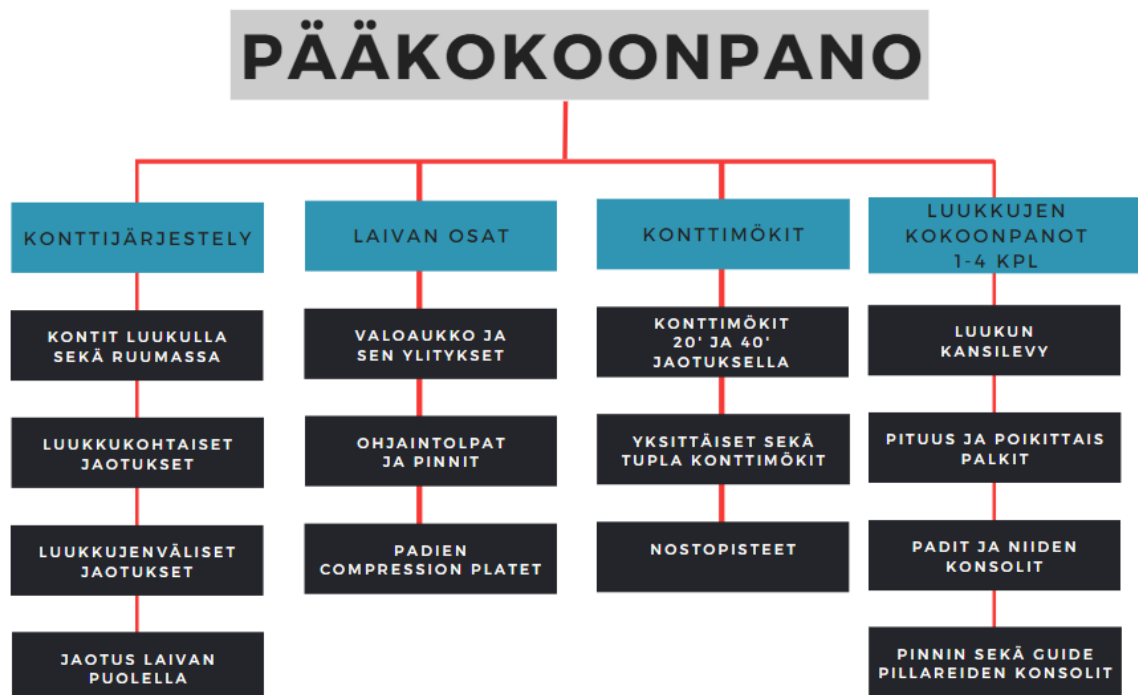 PÄÄKOKOONPANO
KONTTIJÄRJESTELY
KONTIT LUUKULLA
SEKÄ RUUMASSA
LUUKKUKOHTAISET
JAOTUKSET
LUUKKUJENVÄLISET
JAOTUKSET
JAOTUS LAIVAN
PUOLELLA
LAIVAN OSAT
VALOAUKKO JA
SEN YLITYKSET
OHJAINTOLPAT
JA PINNIT
PADIEN
COMPRESSION PLATET
KONTTIMÖKIT
KONTTIMÖKIT
20' JA 40'
JAOTUKSELLA
YKSITTÄISET SEKÄ
TUPLA KONTTIMÖKIT
NOSTOPISTEET
LUUKKUJEN
KOKOONPANOT
1-4 KPL
LUUKUN
KANSILEVY
PITUUS JA POIKITTAIS
PALKIT
PADIT JA NIIDEN
KONSOLIT
PINNIN SEKÄ GUIDE
PILLAREIDEN KONSOLIT